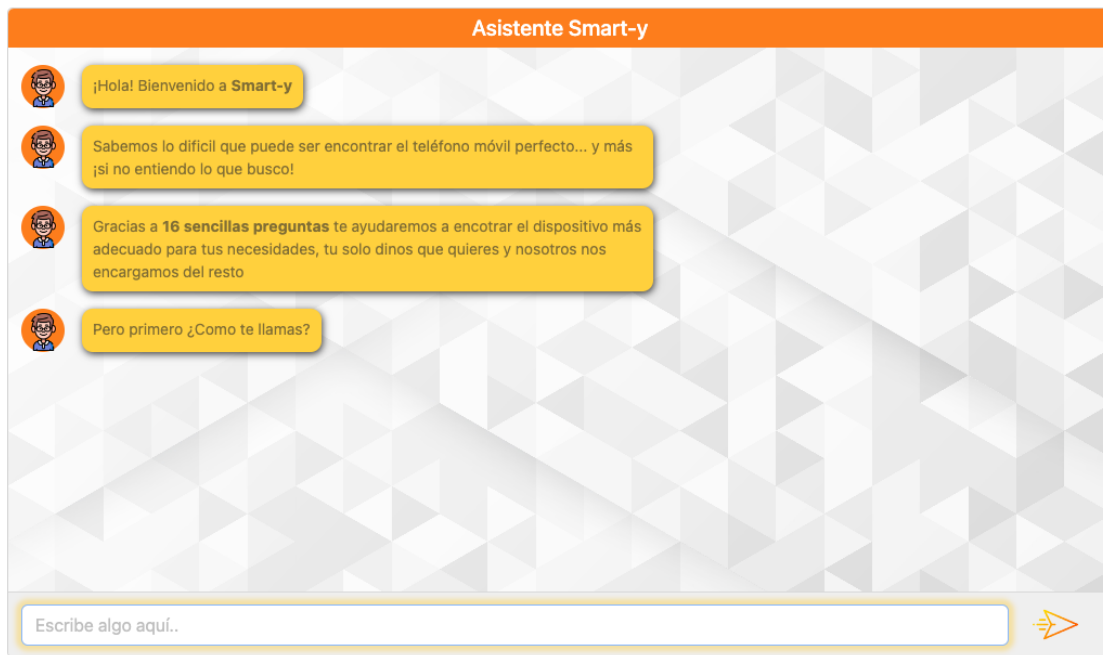 Asistente Smart-y
¡Hola! Bienvenido a Smart-y
Sabemos lo dificil que puede ser encontrar el teléfono móvil perfecto... y más
¡si no entiendo lo que busco!
Gracias a 16 sencillas preguntas te ayudaremos a encotrar el dispositivo más
adecuado para tus necesidades, tu solo dinos que quieres y nosotros nos
encargamos del resto
Pero primero ¿Como te llamas?
Escribe algo aquí..